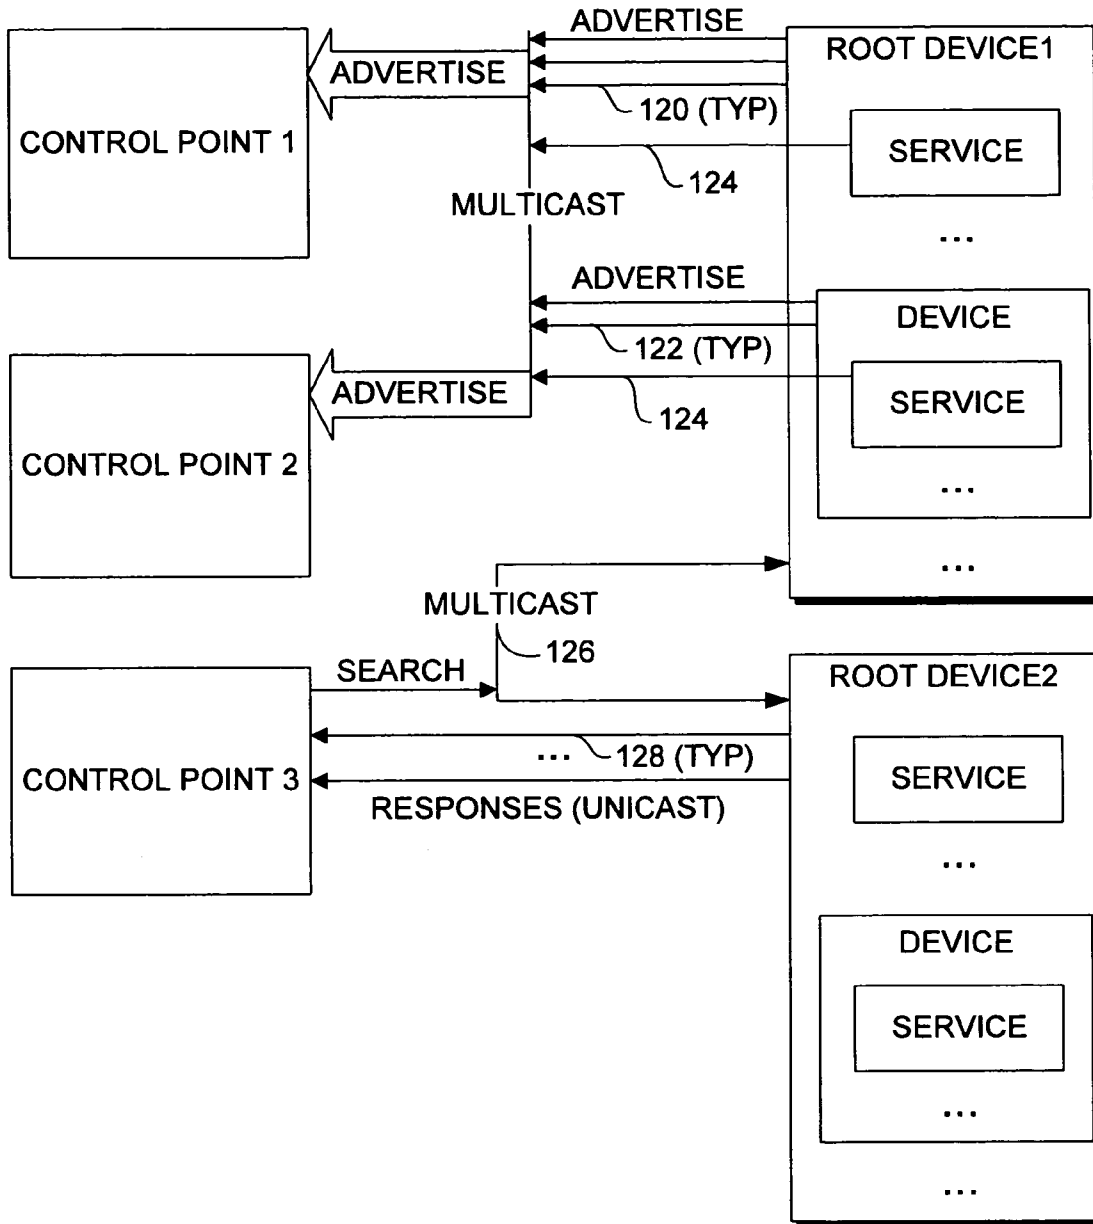 ADVERTISE
ROOT DEVICE1
ADVERTISE
120 (TYP)
CONTROL POINT 1
SERVICE
124
MULTICAST
...
ADVERTISE
DEVICE
122 (TYP)
ADVERTISE
SERVICE
124
CONTROL POINT 2
...
...
MULTICAST
126
SEARCH
ROOT DEVICE2
... 128 (TYP)
CONTROL POINT 3
SERVICE
RESPONSES (UNICAST)
...
DEVICE
SERVICE
...
...